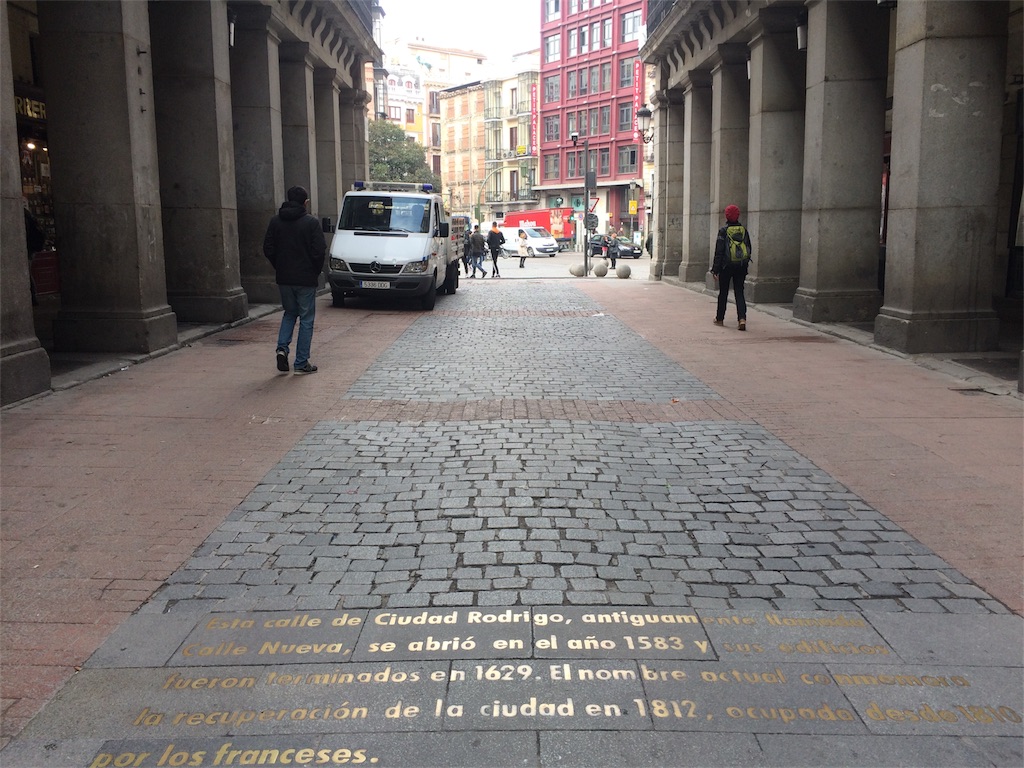 Esta calle de Ciudad Rodrigo, antiguamente llamada
Calle Nueva, se abrió en el año 1583 y sus edificios
fueron terminados en 1629. El nombre actual conmemora
la recuperación de la ciudad en 1812, ocupada desde 1810
por los franceses.